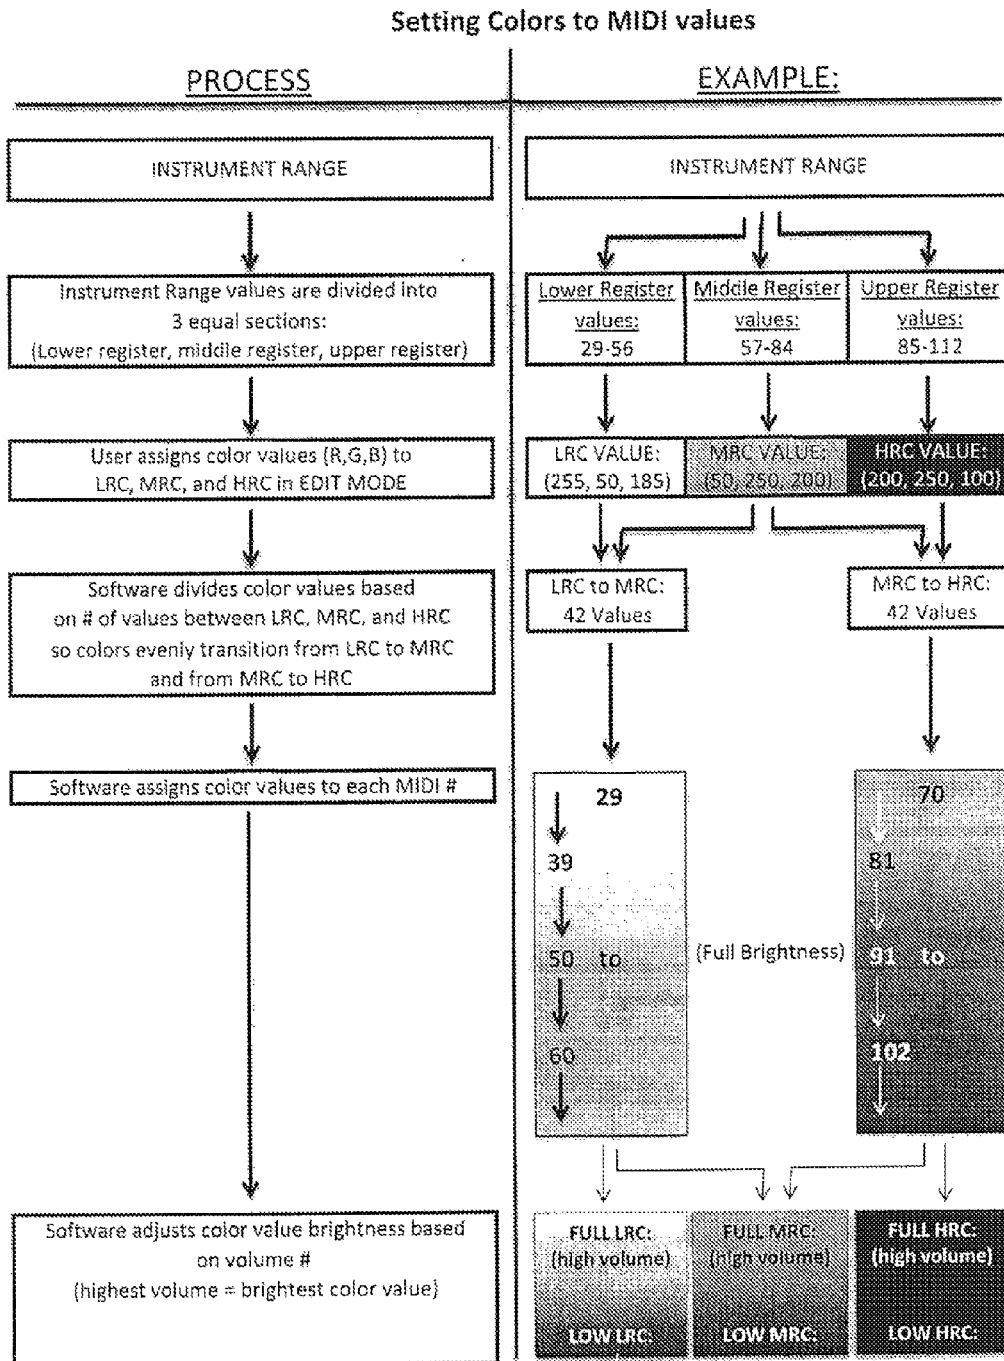 Setting Colors to MIDI values
PROCESS
INSTRUMENT RANGE
Instrument Range values are divided into
3 equal sections:
(Lower register, middle register, upper register)
User assigns color values (R,G,B) to
LRC, MRC, and HRC in EDIT MODE
Software divides color values based
on # of values between LRC, MRC, and HRC
so colors evenly transition from LRC to MRC
and from MRC to HRC
Software assigns color values to each MIDI #
Software adjusts color value brightness based
on volume #
(highest volume = brightest color value)
EXAMPLE:
INSTRUMENT RANGE
Lower Register
values:
29-56
Middle Register
values:
57-84
Upper Register
values:
85-112
LRC VALUE:
(255, 50, 185)
MRC VALUE:
(50, 250, 200)
HRC VALUE:
(200, 250, 100)
LRC to MRC:
42 Values
MRC to HRC:
42 Values
29
39
50 to
60
(Full Brightness)
70
81
91 to
102
FULL LRC:
(high volume)
LOW LRC:
FULL MRC:
(high volume)
LOW MRC:
FULL HRC:
(high volume)
LOW HRC: